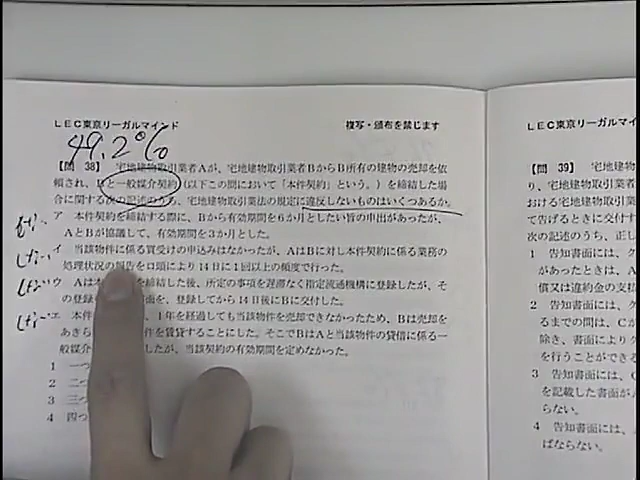 LEC東京リーガルマインド
複写・頒布を禁じます
49.2%
【問 38】 宅地建物取引業者Aが、宅地建物取引業者BからB所有の建物の売却を依
頼され、Bと一般媒介契約(以下この問において「本件契約」という。)を締結した場
合に関する次の記述のうち、宅地建物取引業法の規定に違反しないものはいくつあるか。
ア 本件契約を締結する際に、Bから有効期間を6か月としたい旨の申出があったが、
AとBが協議して、有効期間を3か月とした。
イ 当該物件に係る買受けの申込みはなかったが、AはBに対し本件契約に係る業務の
処理状況の報告を口頭により14日に1回以上の頻度で行った。
ウ Aは本 を締結した後、所定の事項を遅滞なく指定流通機構に登録したが、そ
の登録 面を、登録してから14日後にBに交付した。
エ 本件 、1年を経過しても当該物件を売却できなかったため、Bは売却を
あきら 件を賃貸することにした。そこでBはAと当該物件の貸借に係る一
般媒介 したが、当該契約の有効期間を定めなかった。
1 一つ
2 二つ
3 三つ
4 四つ
LEC東京リーガルマイ
【問 39】 宅地建
り、宅地建物取引業
て告げるときに交付す
次の記述のうち、正し
1 告知書面には、
があったときは、A
償又は違約金の支払
2 告知書面には、
るまでの間は、C
除き、書面により
を行うことができる
3 告知書面には、C
を記載した書面が
らない。
4 告知書面には、
ばならない。